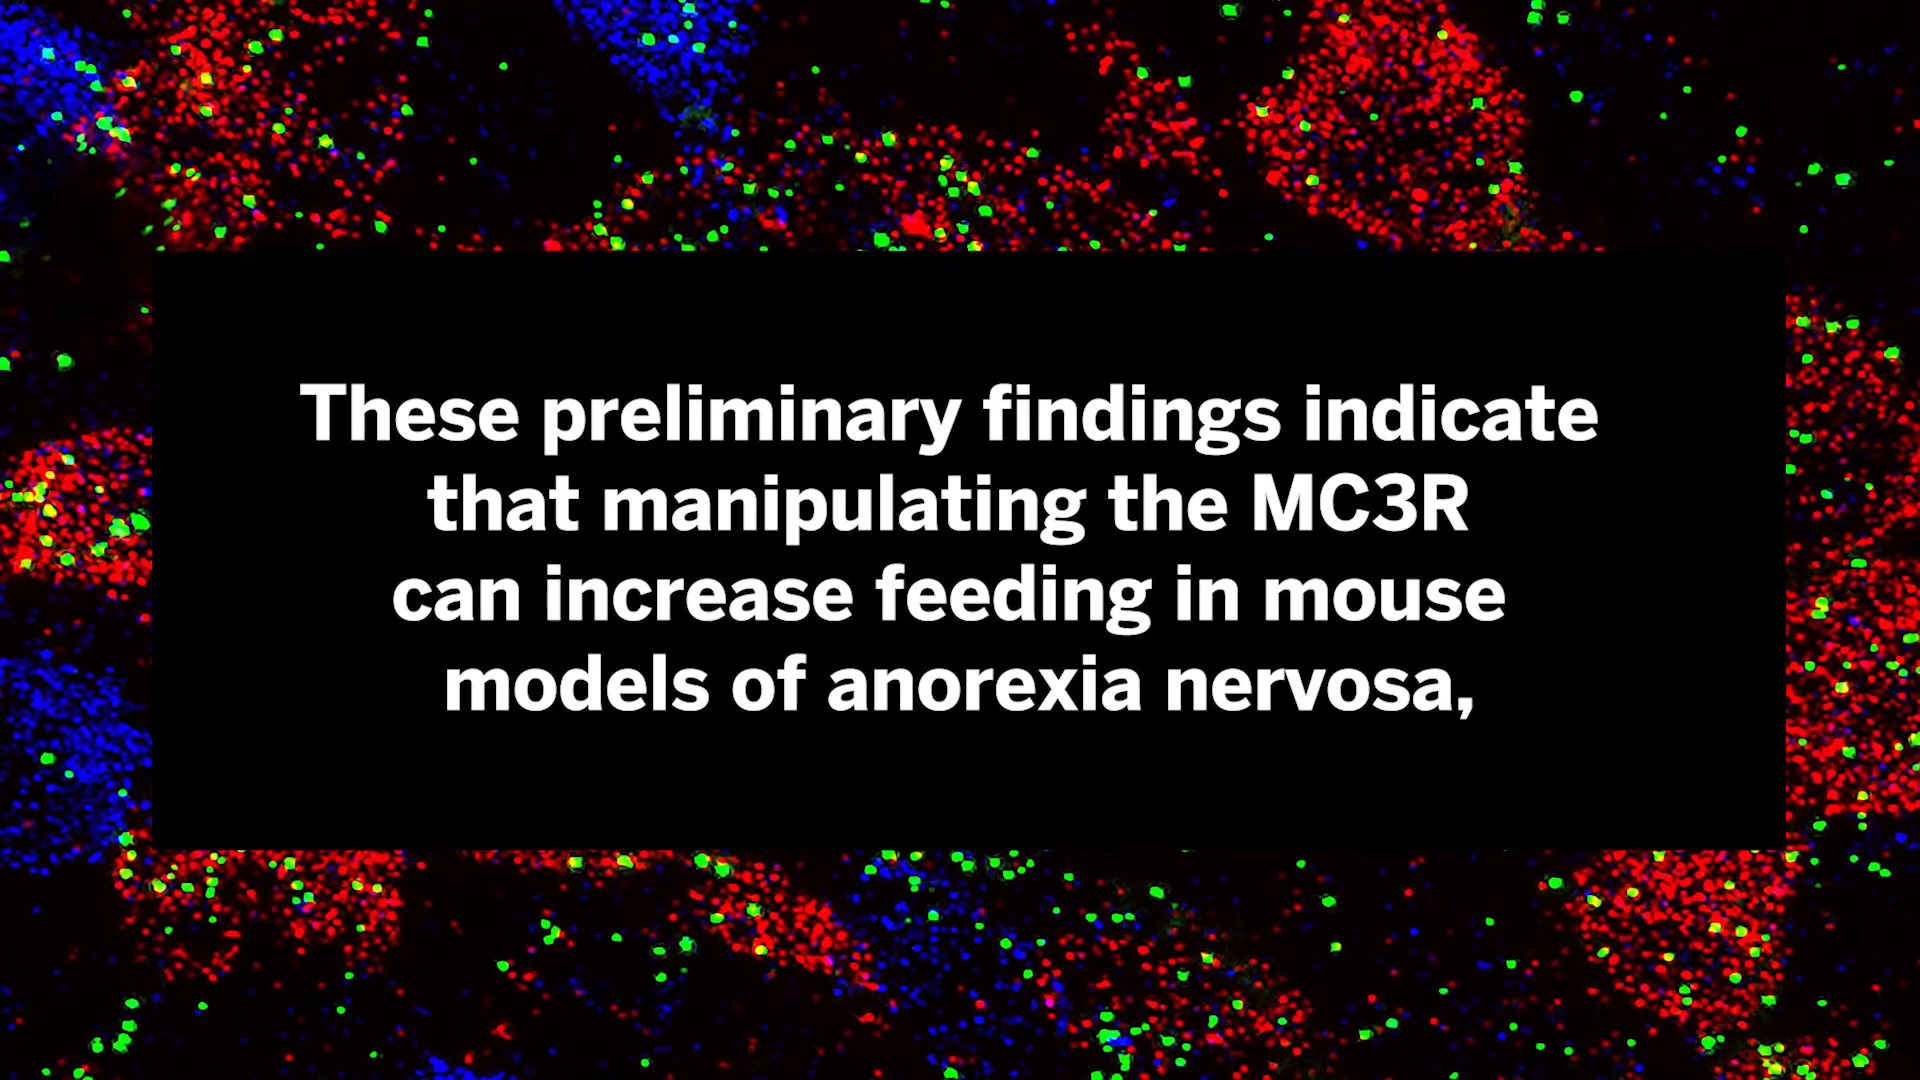 These preliminary findings indicate
that manipulating the MC3R
can increase feeding in mouse
models of anorexia nervosa,